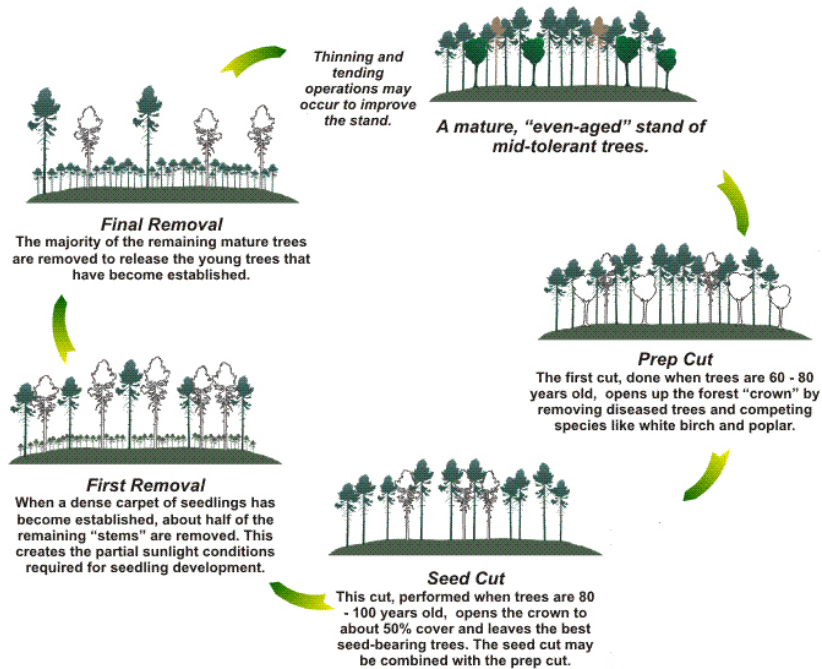 Thinning and
tending
operations may
occur to improve
the stand.
A mature, “even-aged” stand of
mid-tolerant trees.
Prep Cut
The first cut, done when trees are 60 - 80
years old, opens up the forest “crown” by
removing diseased trees and competing
species like white birch and poplar.
Seed Cut
This cut, performed when trees are 80
- 100 years old, opens the crown to
about 50% cover and leaves the best
seed-bearing trees. The seed cut may
be combined with the prep cut.
First Removal
When a dense carpet of seedlings has
become established, about half of the
remaining “stems” are removed. This
creates the partial sunlight conditions
required for seedling development.
Final Removal
The majority of the remaining mature trees
are removed to release the young trees that
have become established.